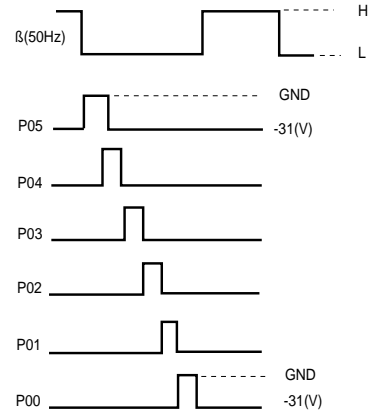 H
ß(50Hz)
L
GND
P05 -31(V)
P04
P03
P02
P01
GND
P00 -31(V)